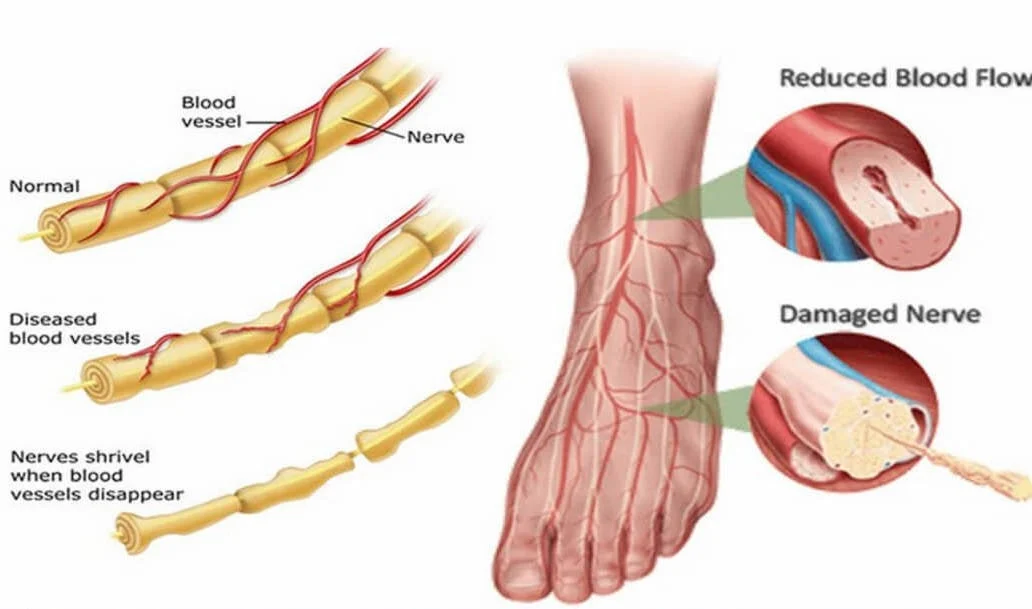 Blood
vessel
Nerve
Normal
Diseased
blood vessels
Nerves shrivel
when blood
vessels disappear
Reduced Blood Flow
Damaged Nerve